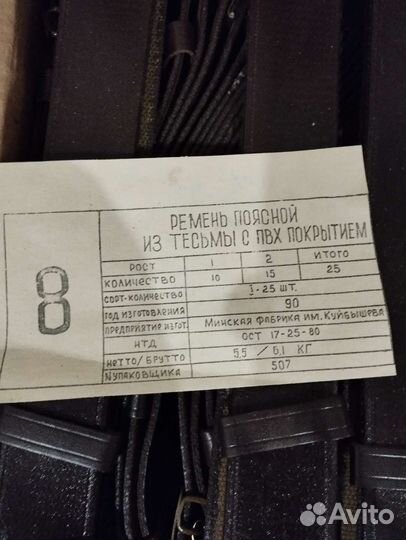 8
РЕМЕНЬ ПОЯСНОЙ
ИЗ ТЕСЬМЫ С ПВХ ПОКРЫТИЕМ
РОСТ 1 2 ИТОГО
КОЛИЧЕСТВО 10 15 25
СОРТ-КОЛИЧЕСТВО 1-25 ШТ.
ГОД ИЗГОТОВЛЕНИЯ 90
ПРЕДПРИЯТИЕ ИЗГОТ. МИНСКАЯ ФАБРИКА ИМ. КУЙБЫШЕВА
НТД ОСТ 17-25-80
НЕТТО/БРУТТО 5,5 / 6,1 КГ
№УПАКОВЩИКА 507
Avito